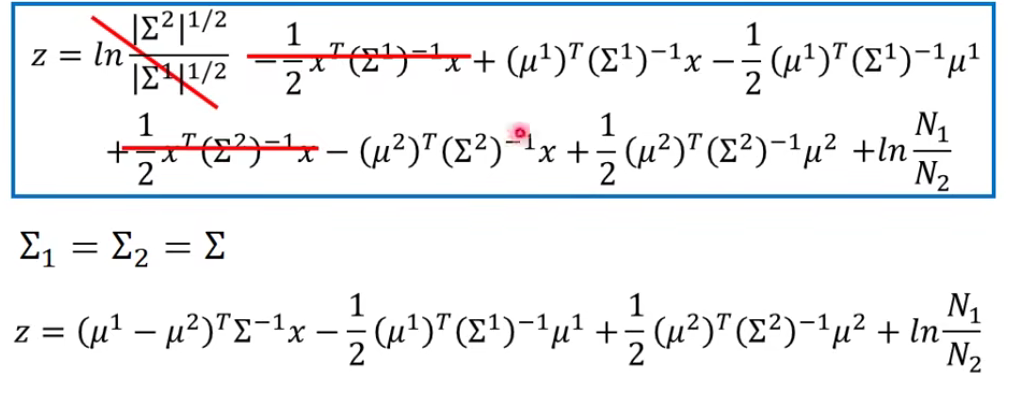 z = ln |Σ²|^{1/2} / |Σ¹|^{1/2} − 1/2 x^T (Σ¹)^{−1} x + (μ¹)^T (Σ¹)^{−1} x − 1/2 (μ¹)^T (Σ¹)^{−1} μ¹
+ 1/2 x^T (Σ²)^{−1} x − (μ²)^T (Σ²)^{−1} x + 1/2 (μ²)^T (Σ²)^{−1} μ² + ln N₁/N₂
Σ₁ = Σ₂ = Σ
z = (μ¹ − μ²)^T Σ^{−1} x − 1/2 (μ¹)^T (Σ¹)^{−1} μ¹ + 1/2 (μ²)^T (Σ²)^{−1} μ² + ln N₁/N₂